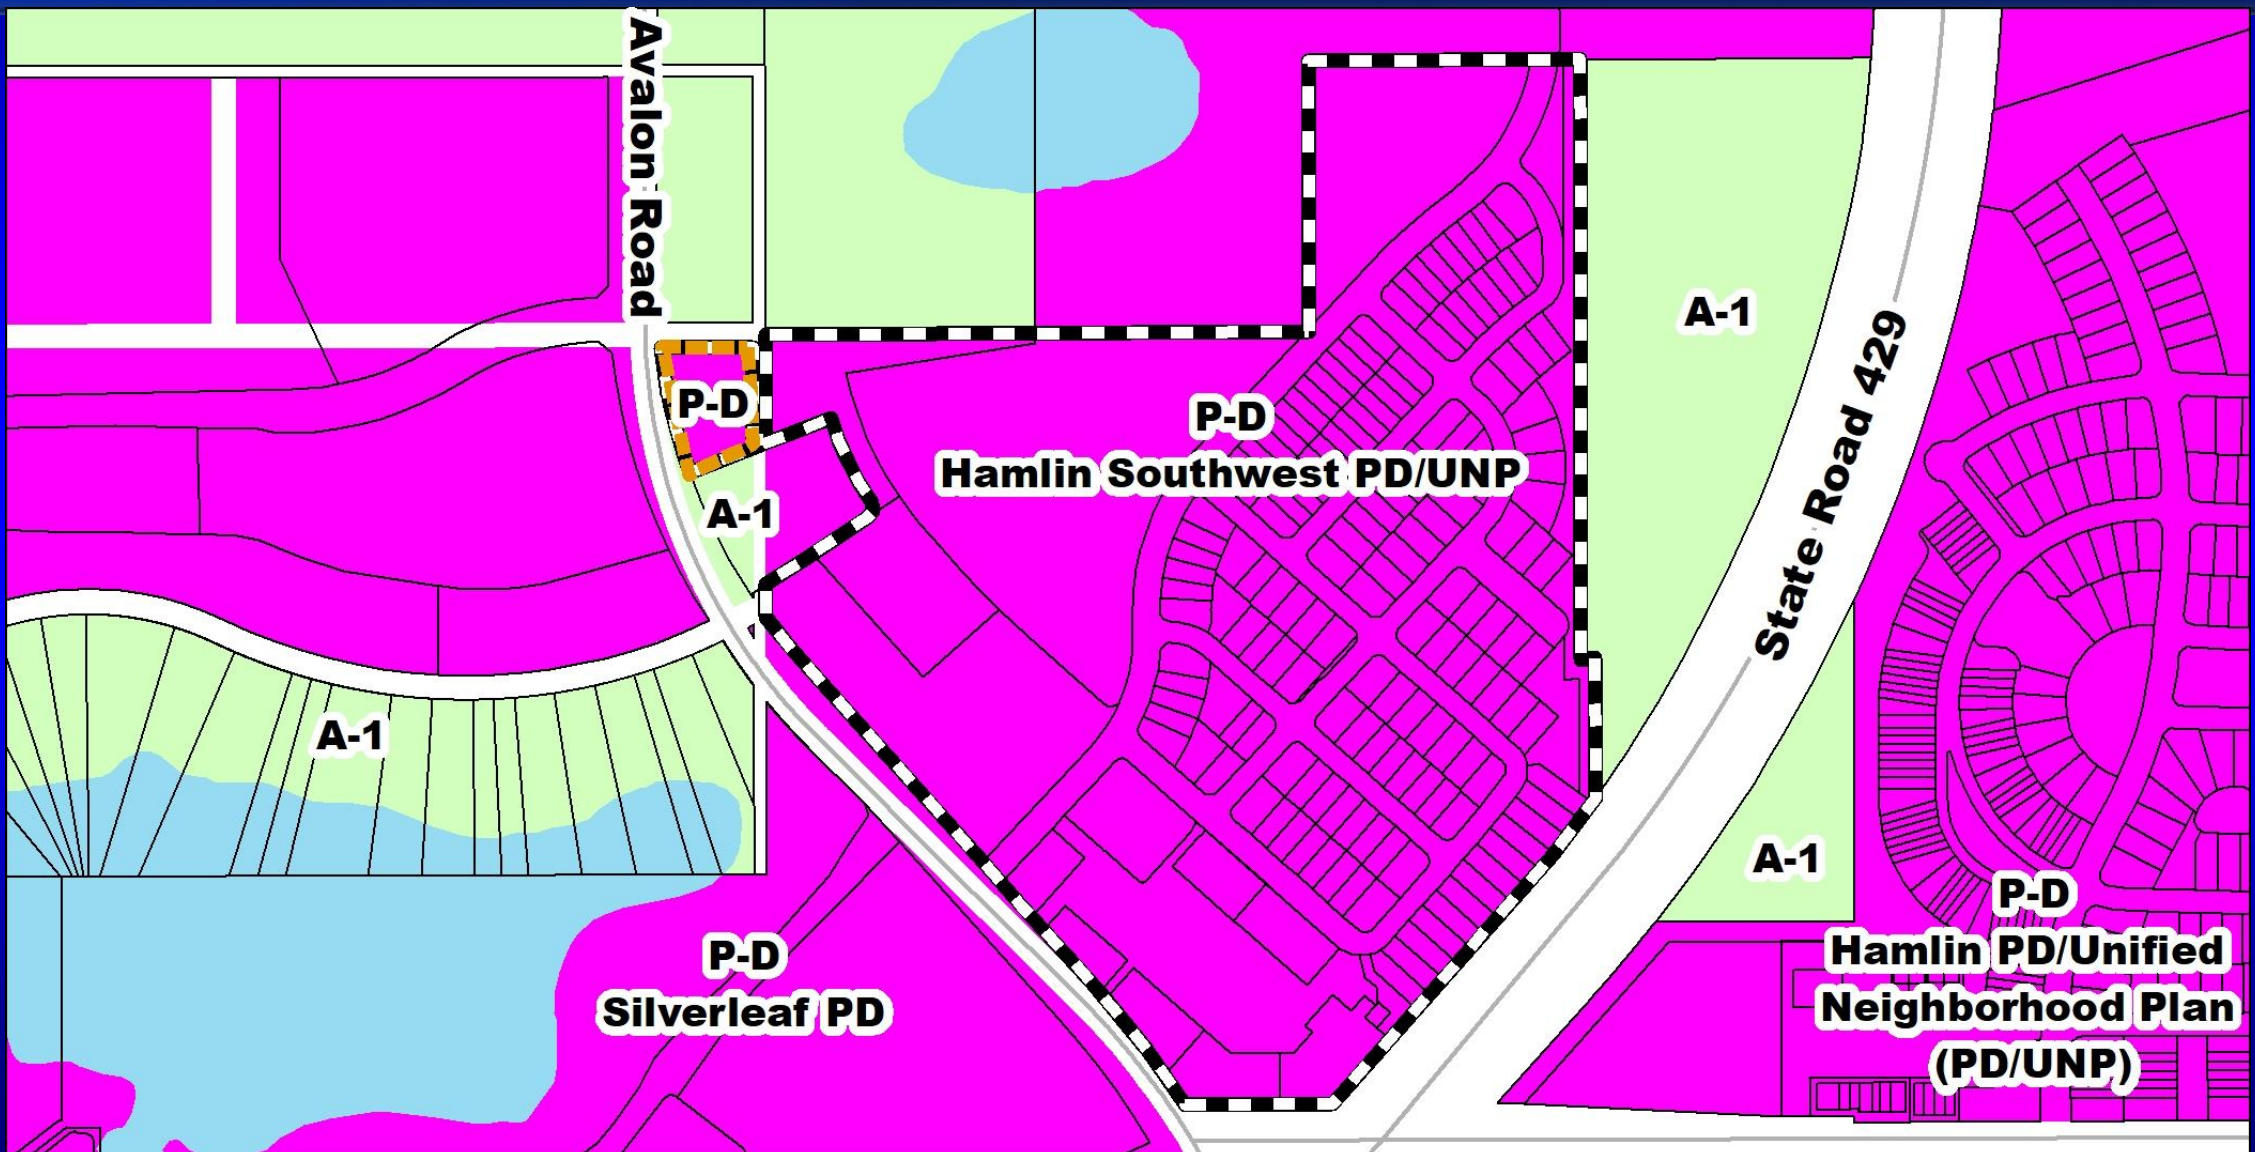 Avalon Road
A-1
State Road 429
P-D
P-D
Hamlin Southwest PD/UNP
A-1
A-1
A-1
P-D
Hamlin PD/Unified
Neighborhood Plan
(PD/UNP)
P-D
Silverleaf PD